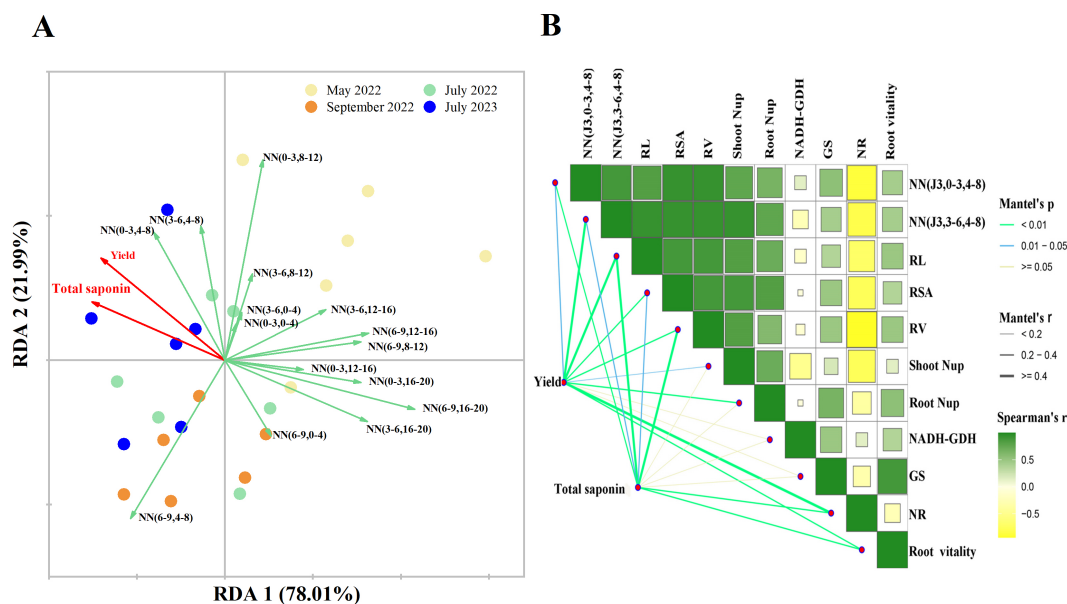 A
May 2022
July 2022
September 2022
July 2023
NN(0-3,8-12)
NN(3-6,4-8)
NN(0-3,4-8)
Yield
Total saponin
NN(3-6,8-12)
NN(3-6,0-4)
NN(0-3,0-4)
NN(3-6,12-16)
NN(6-9,12-16)
NN(6-9,8-12)
NN(0-3,12-16)
NN(0-3,16-20)
NN(6-9,16-20)
NN(3-6,16-20)
NN(6-9,0-4)
NN(6-9,4-8)
RDA 2 (21.99%)
RDA 1 (78.01%)
B
NN(J3,0-3,4-8)
NN(J3,3-6,4-8)
RL
RSA
RV
Shoot Nup
Root Nup
NADH-GDH
GS
NR
Root vitality
NN(J3,0-3,4-8)
NN(J3,3-6,4-8)
RL
RSA
RV
Shoot Nup
Root Nup
NADH-GDH
GS
NR
Root vitality
Yield
Total saponin
Mantel's p
< 0.01
0.01 − 0.05
>= 0.05
Mantel's r
< 0.2
0.2 − 0.4
>= 0.4
Spearman's r
0.5
0.0
−0.5